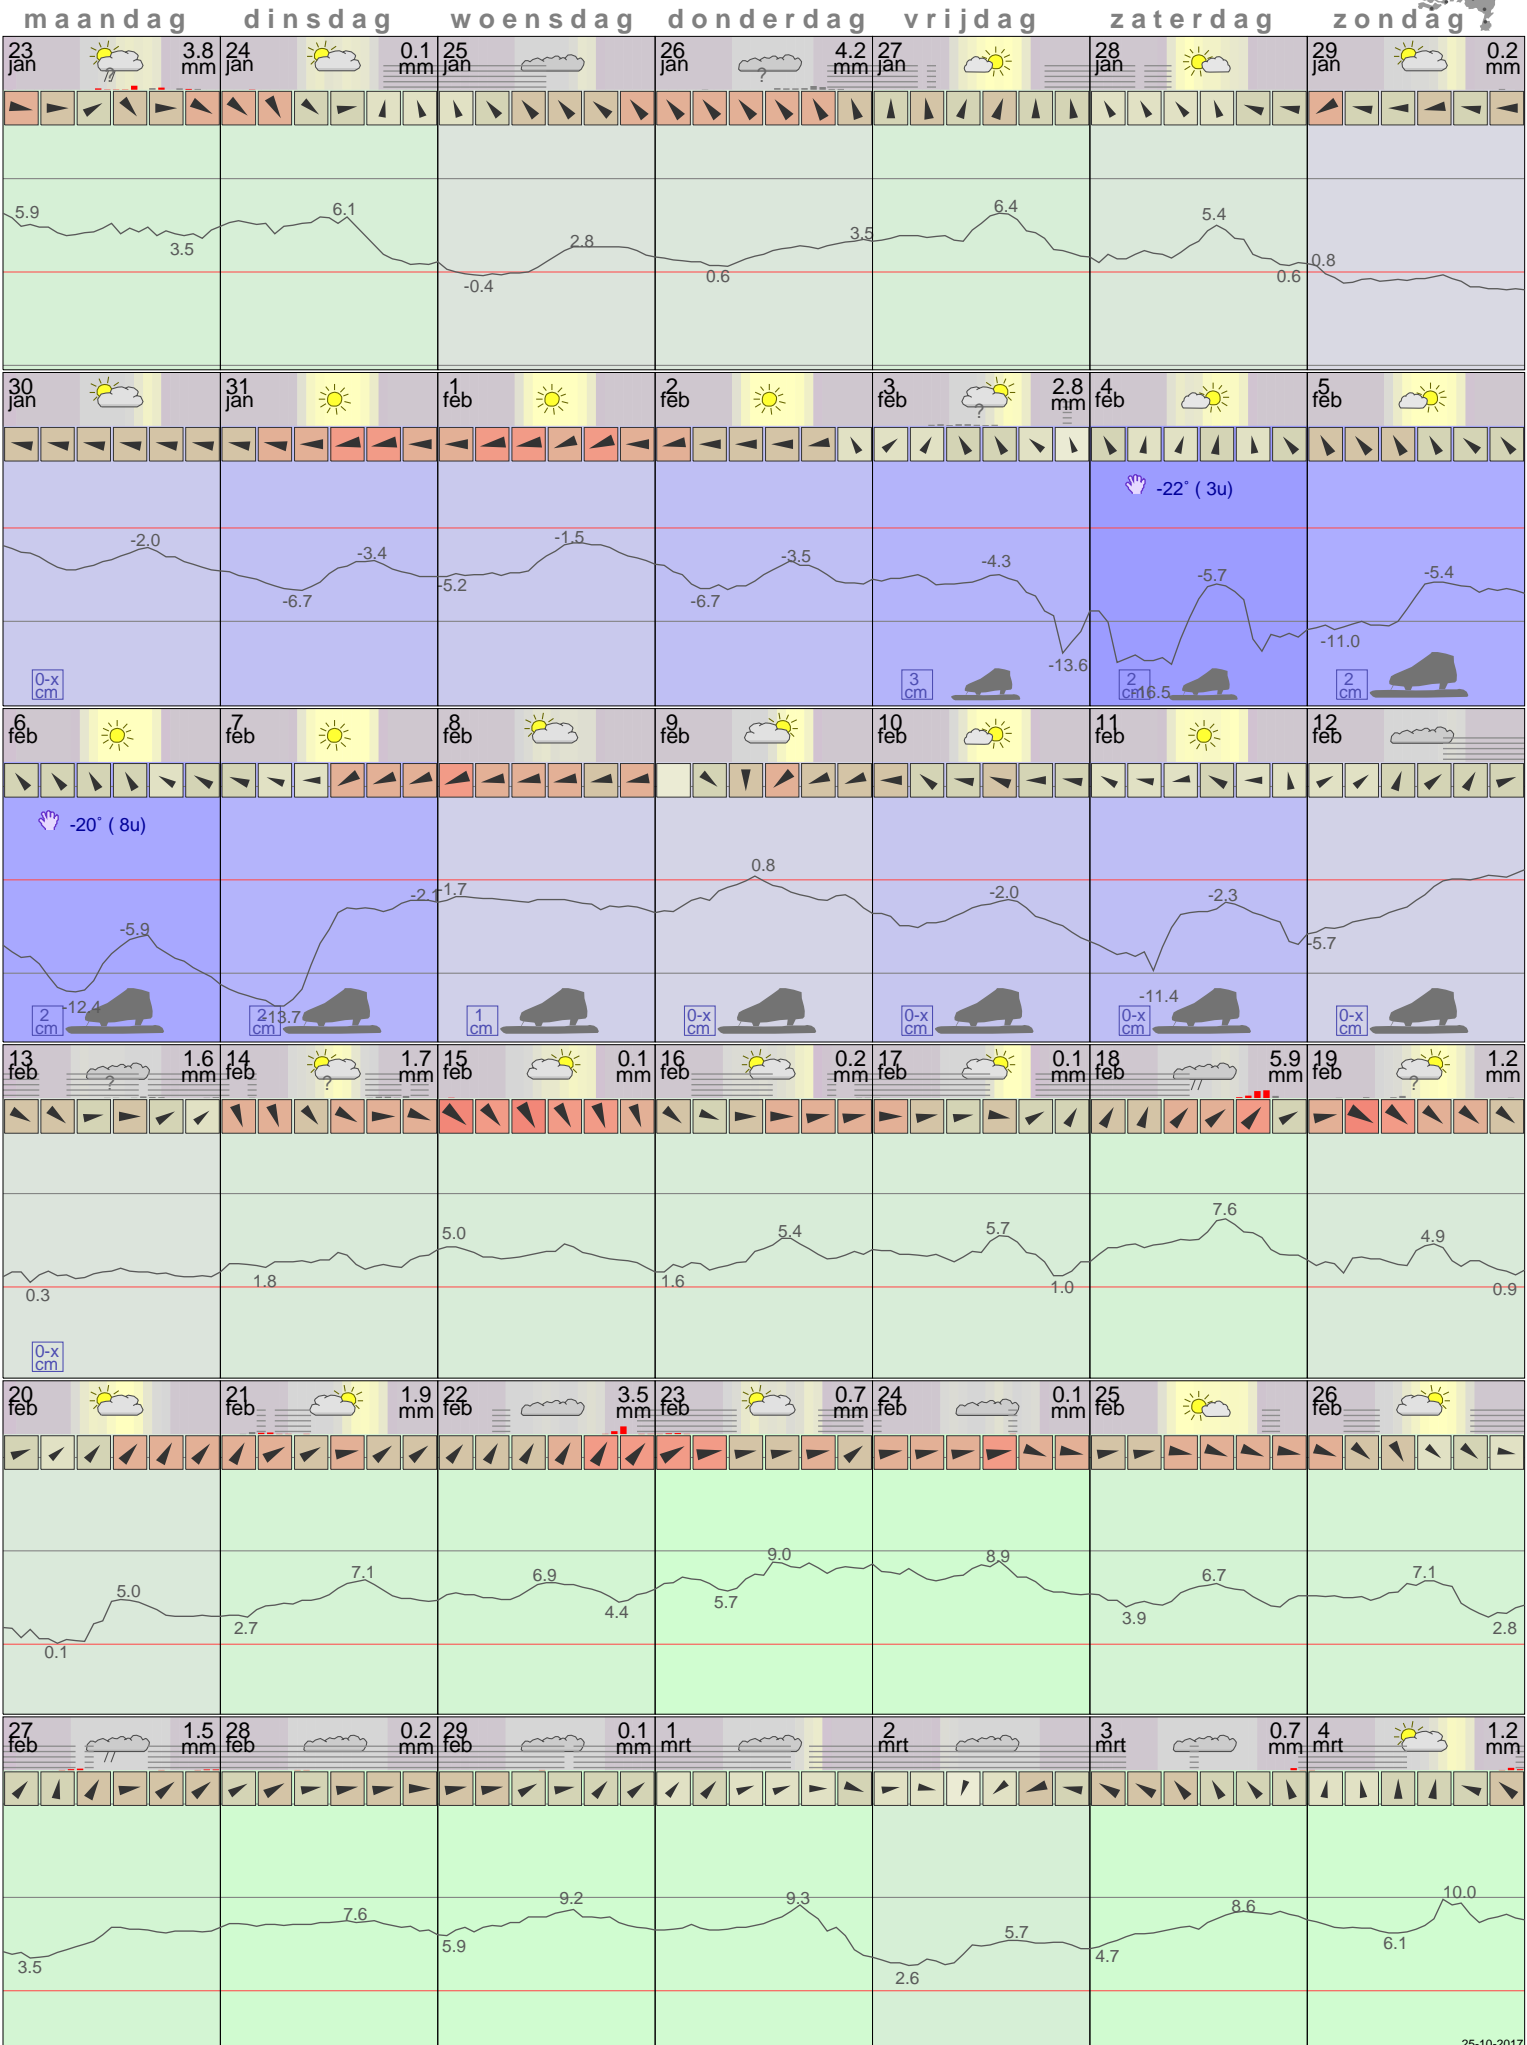 maandag dinsdag woensdag donderdag vrijdag zaterdag zondag
23 jan 3.8 mm 24 jan 0.1 mm 25 jan 26 jan 4.2 mm 27 jan 28 jan 29 jan 0.2 mm
? ?
5.9 3.5 6.1 -0.4 2.8 0.6 3.5 6.4 5.4 0.6 0.8
30 jan 31 jan 1 feb 2 feb 3 feb 2.8 mm 4 feb 5 feb
?
-22° ( 3u)
-2.0 -6.7 -3.4 -5.2 -1.5 -6.7 -3.5 -4.3 -13.6 -16.5 -5.7 -11.0 -5.4
0-x cm 3 cm 2 cm 2 cm
6 feb 7 feb 8 feb 9 feb 10 feb 11 feb 12 feb
-20° ( 8u)
-12.4 -5.9 -13.7 -2.1 -1.7 0.8 -2.0 -11.4 -2.3 -5.7
2 cm 2 cm 1 cm 0-x cm 0-x cm 0-x cm 0-x cm
13 feb 1.6 mm 14 feb 1.7 mm 15 feb 0.1 mm 16 feb 0.2 mm 17 feb 0.1 mm 18 feb 5.9 mm 19 feb 1.2 mm
? ? ?
0.3 1.8 5.0 1.6 5.4 5.7 1.0 7.6 4.9 0.9
0-x cm
20 feb 21 feb 1.9 mm 22 feb 3.5 mm 23 feb 0.7 mm 24 feb 0.1 mm 25 feb 26 feb
0.1 5.0 2.7 7.1 6.9 4.4 5.7 9.0 8.9 3.9 6.7 7.1 2.8
27 feb 1.5 mm 28 feb 0.2 mm 29 feb 0.1 mm 1 mrt 2 mrt 3 mrt 0.7 mm 4 mrt 1.2 mm
3.5 7.6 5.9 9.2 9.3 2.6 5.7 4.7 8.6 6.1 10.0
25-10-2017